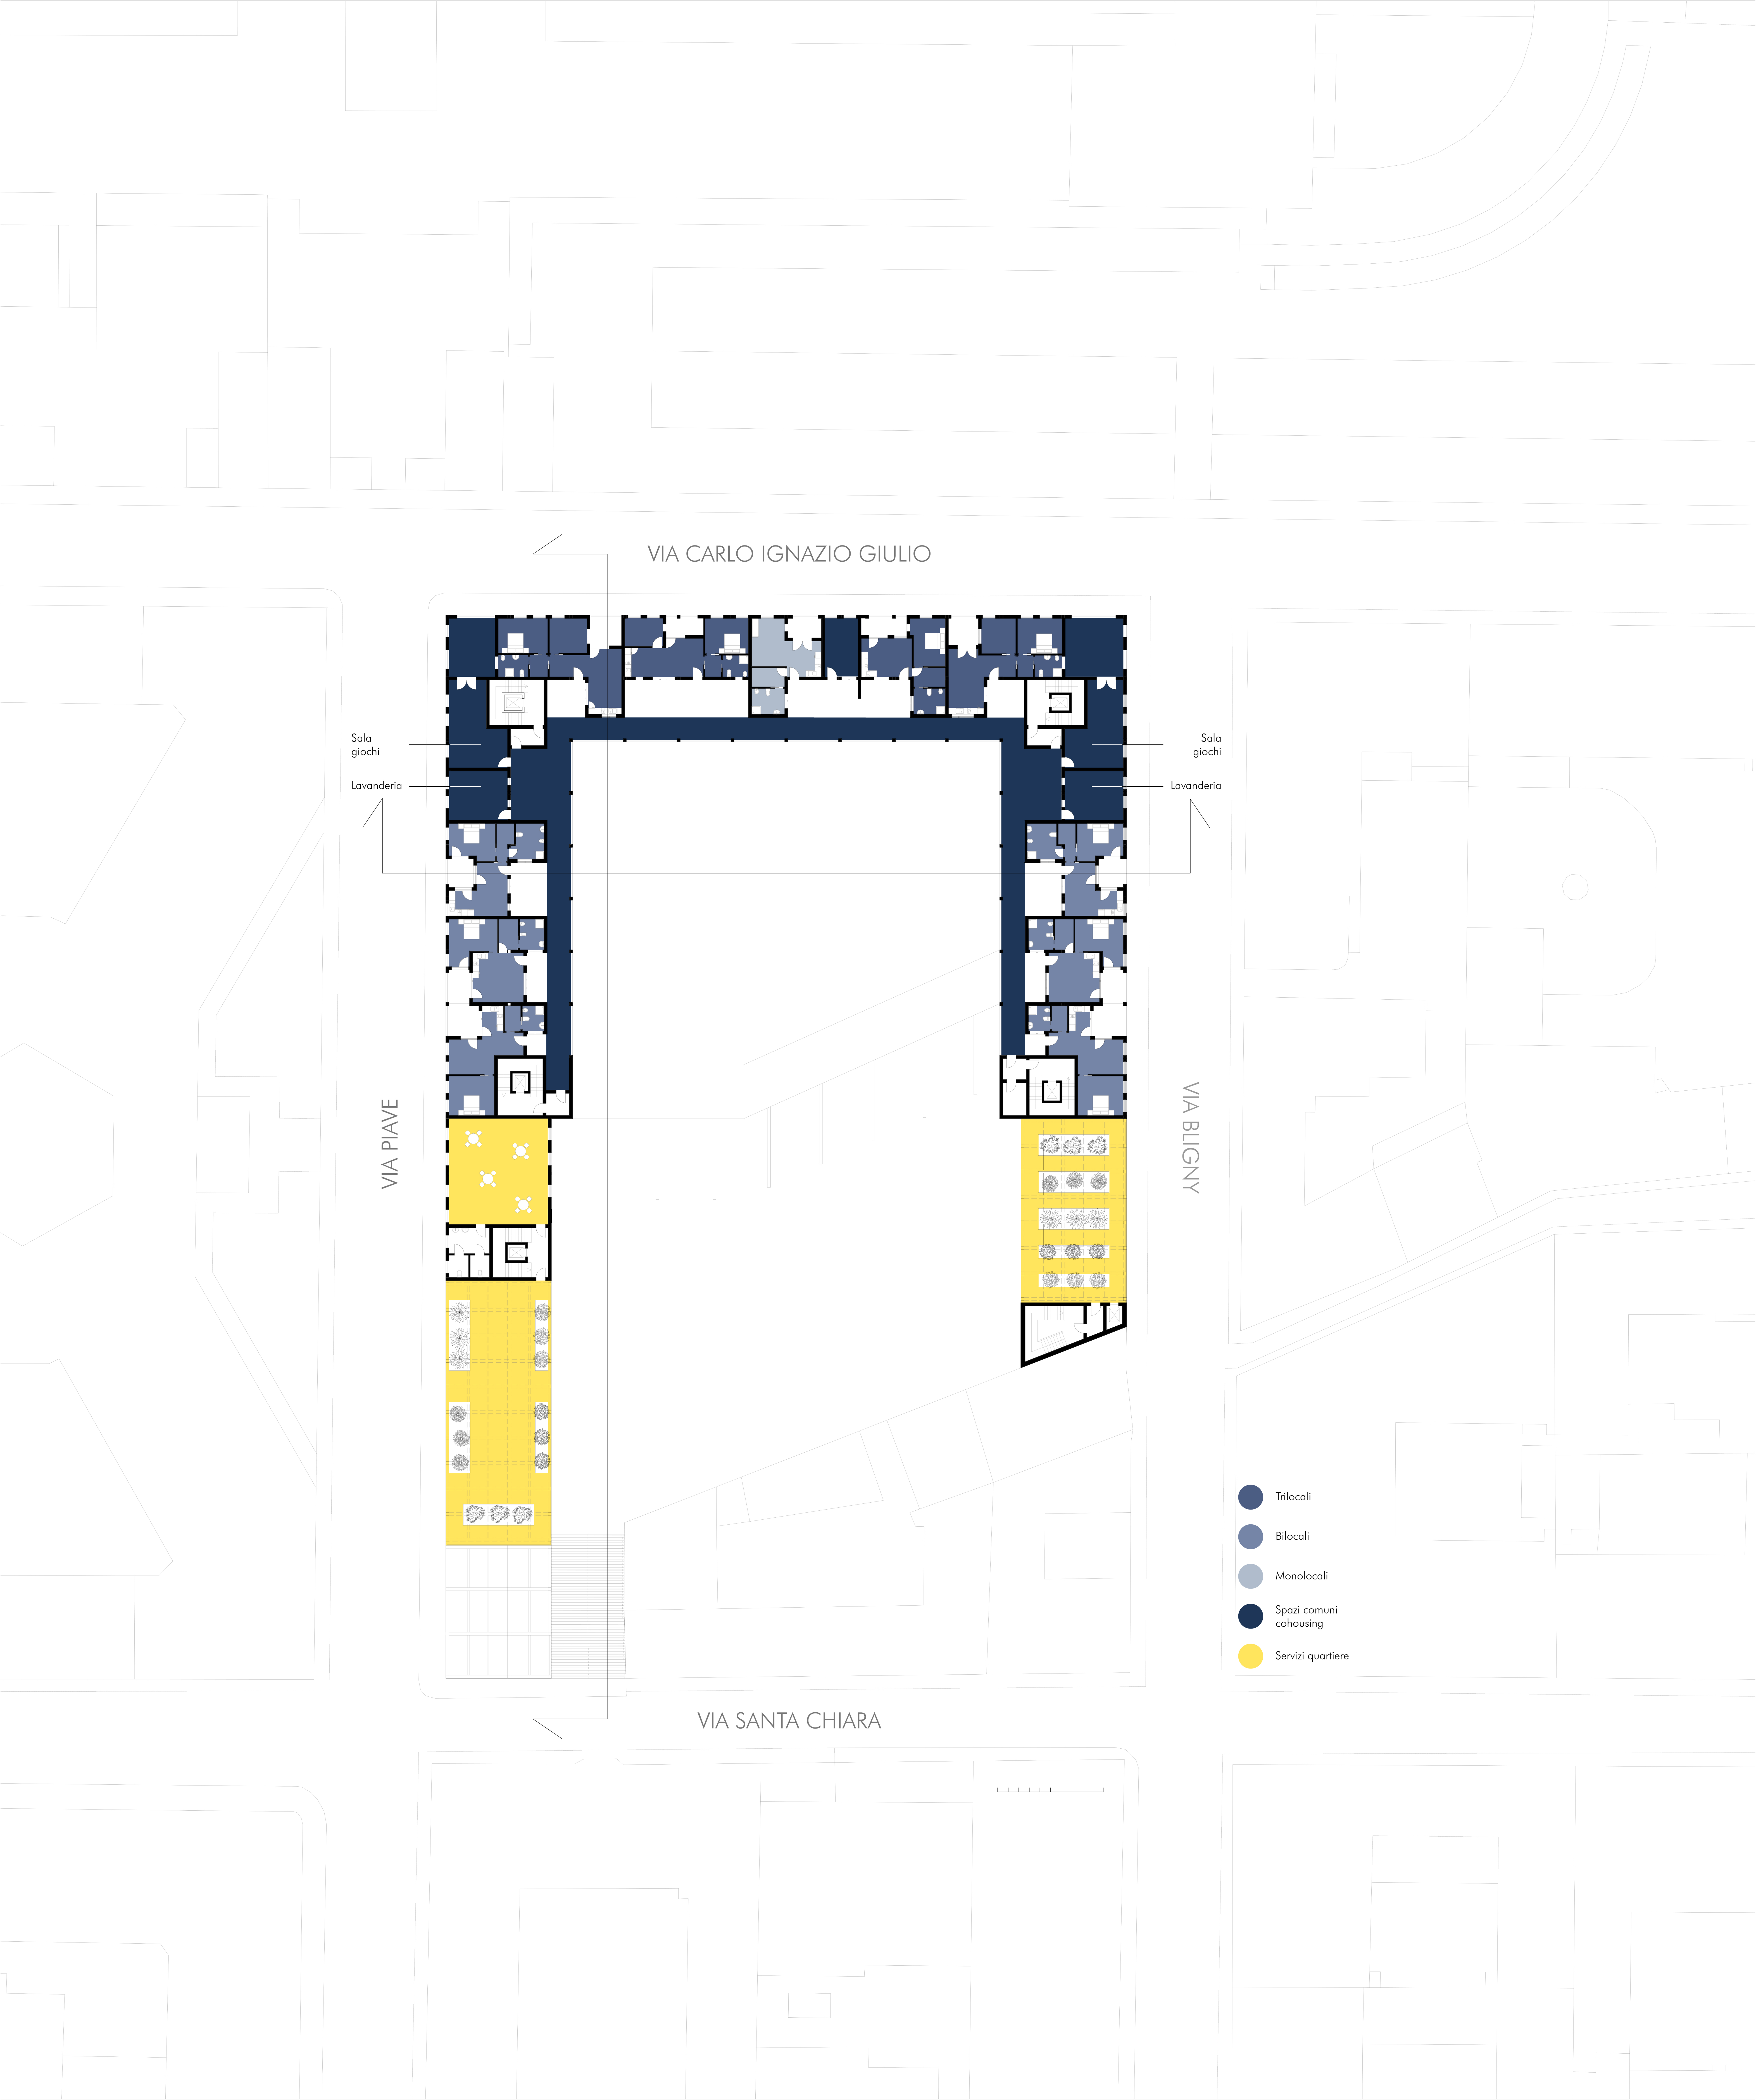 VIA CARLO IGNAZIO GIULIO
Sala
giochi
Sala
giochi
Lavanderia
Lavanderia
VIA PIAVE
VIA BLIGNY
Trilocali
Bilocali
Monolocali
Spazi comuni
cohousing
Servizi quartiere
VIA SANTA CHIARA